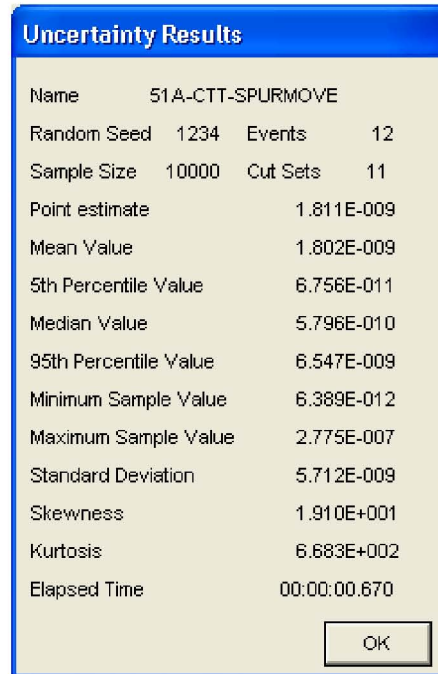 Uncertainty Results
Name 51A-CTT-SPURMOVE
Random Seed 1234 Events 12
Sample Size 10000 Cut Sets 11
Point estimate 1.811E-009
Mean Value 1.802E-009
5th Percentile Value 6.756E-011
Median Value 5.796E-010
95th Percentile Value 6.547E-009
Minimum Sample Value 6.389E-012
Maximum Sample Value 2.775E-007
Standard Deviation 5.712E-009
Skewness 1.910E+001
Kurtosis 6.683E+002
Elapsed Time 00:00:00.670
OK